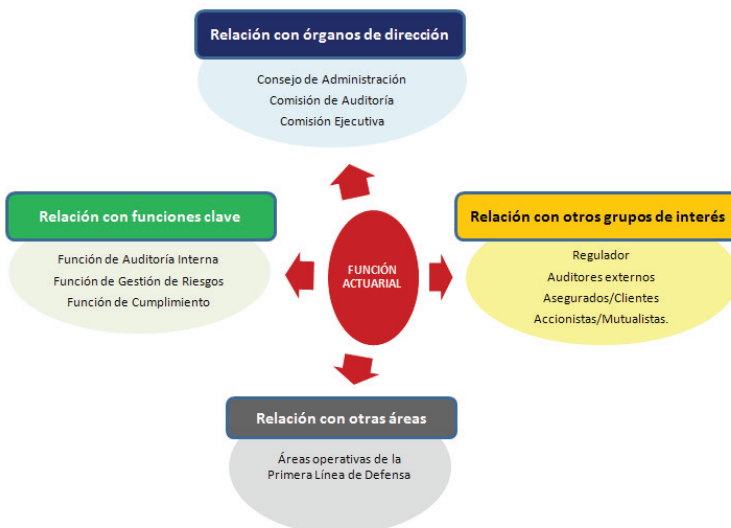 Relación con órganos de dirección
Consejo de Administración
Comisión de Auditoría
Comisión Ejecutiva
Relación con funciones clave
Función de Auditoría Interna
Función de Gestión de Riesgos
Función de Cumplimiento
FUNCIÓN
ACTUARIAL
Relación con otros grupos de interés
Regulador
Auditores externos
Asegurados/Clientes
Accionistas/Mutualistas.
Relación con otras áreas
Áreas operativas de la
Primera Línea de Defensa